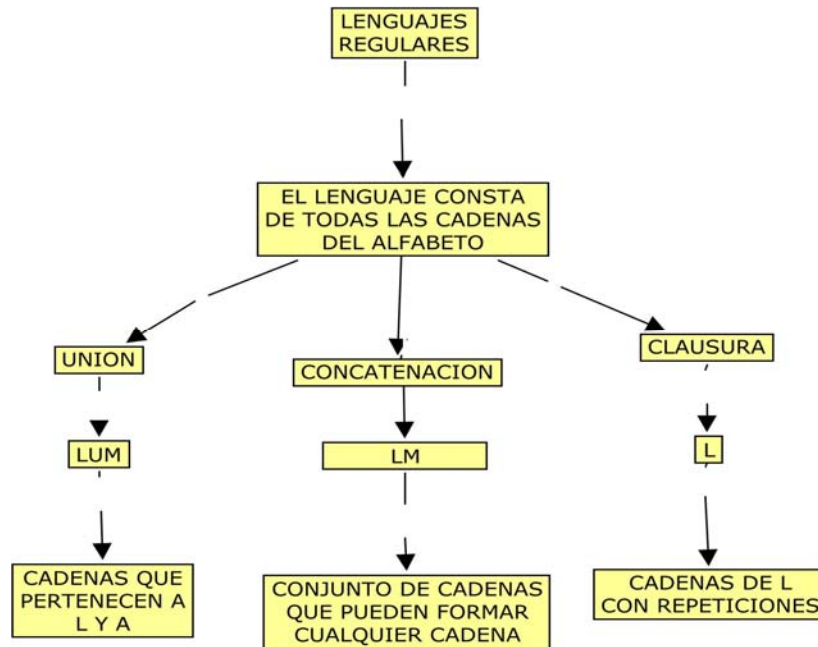 LENGUAJES
REGULARES
EL LENGUAJE CONSTA
DE TODAS LAS CADENAS
DEL ALFABETO
UNION
CONCATENACION
CLAUSURA
LUM
LM
L
CADENAS QUE
PERTENECEN A
L Y A
CONJUNTO DE CADENAS
QUE PUEDEN FORMAR
CUALQUIER CADENA
CADENAS DE L
CON REPETICIONES